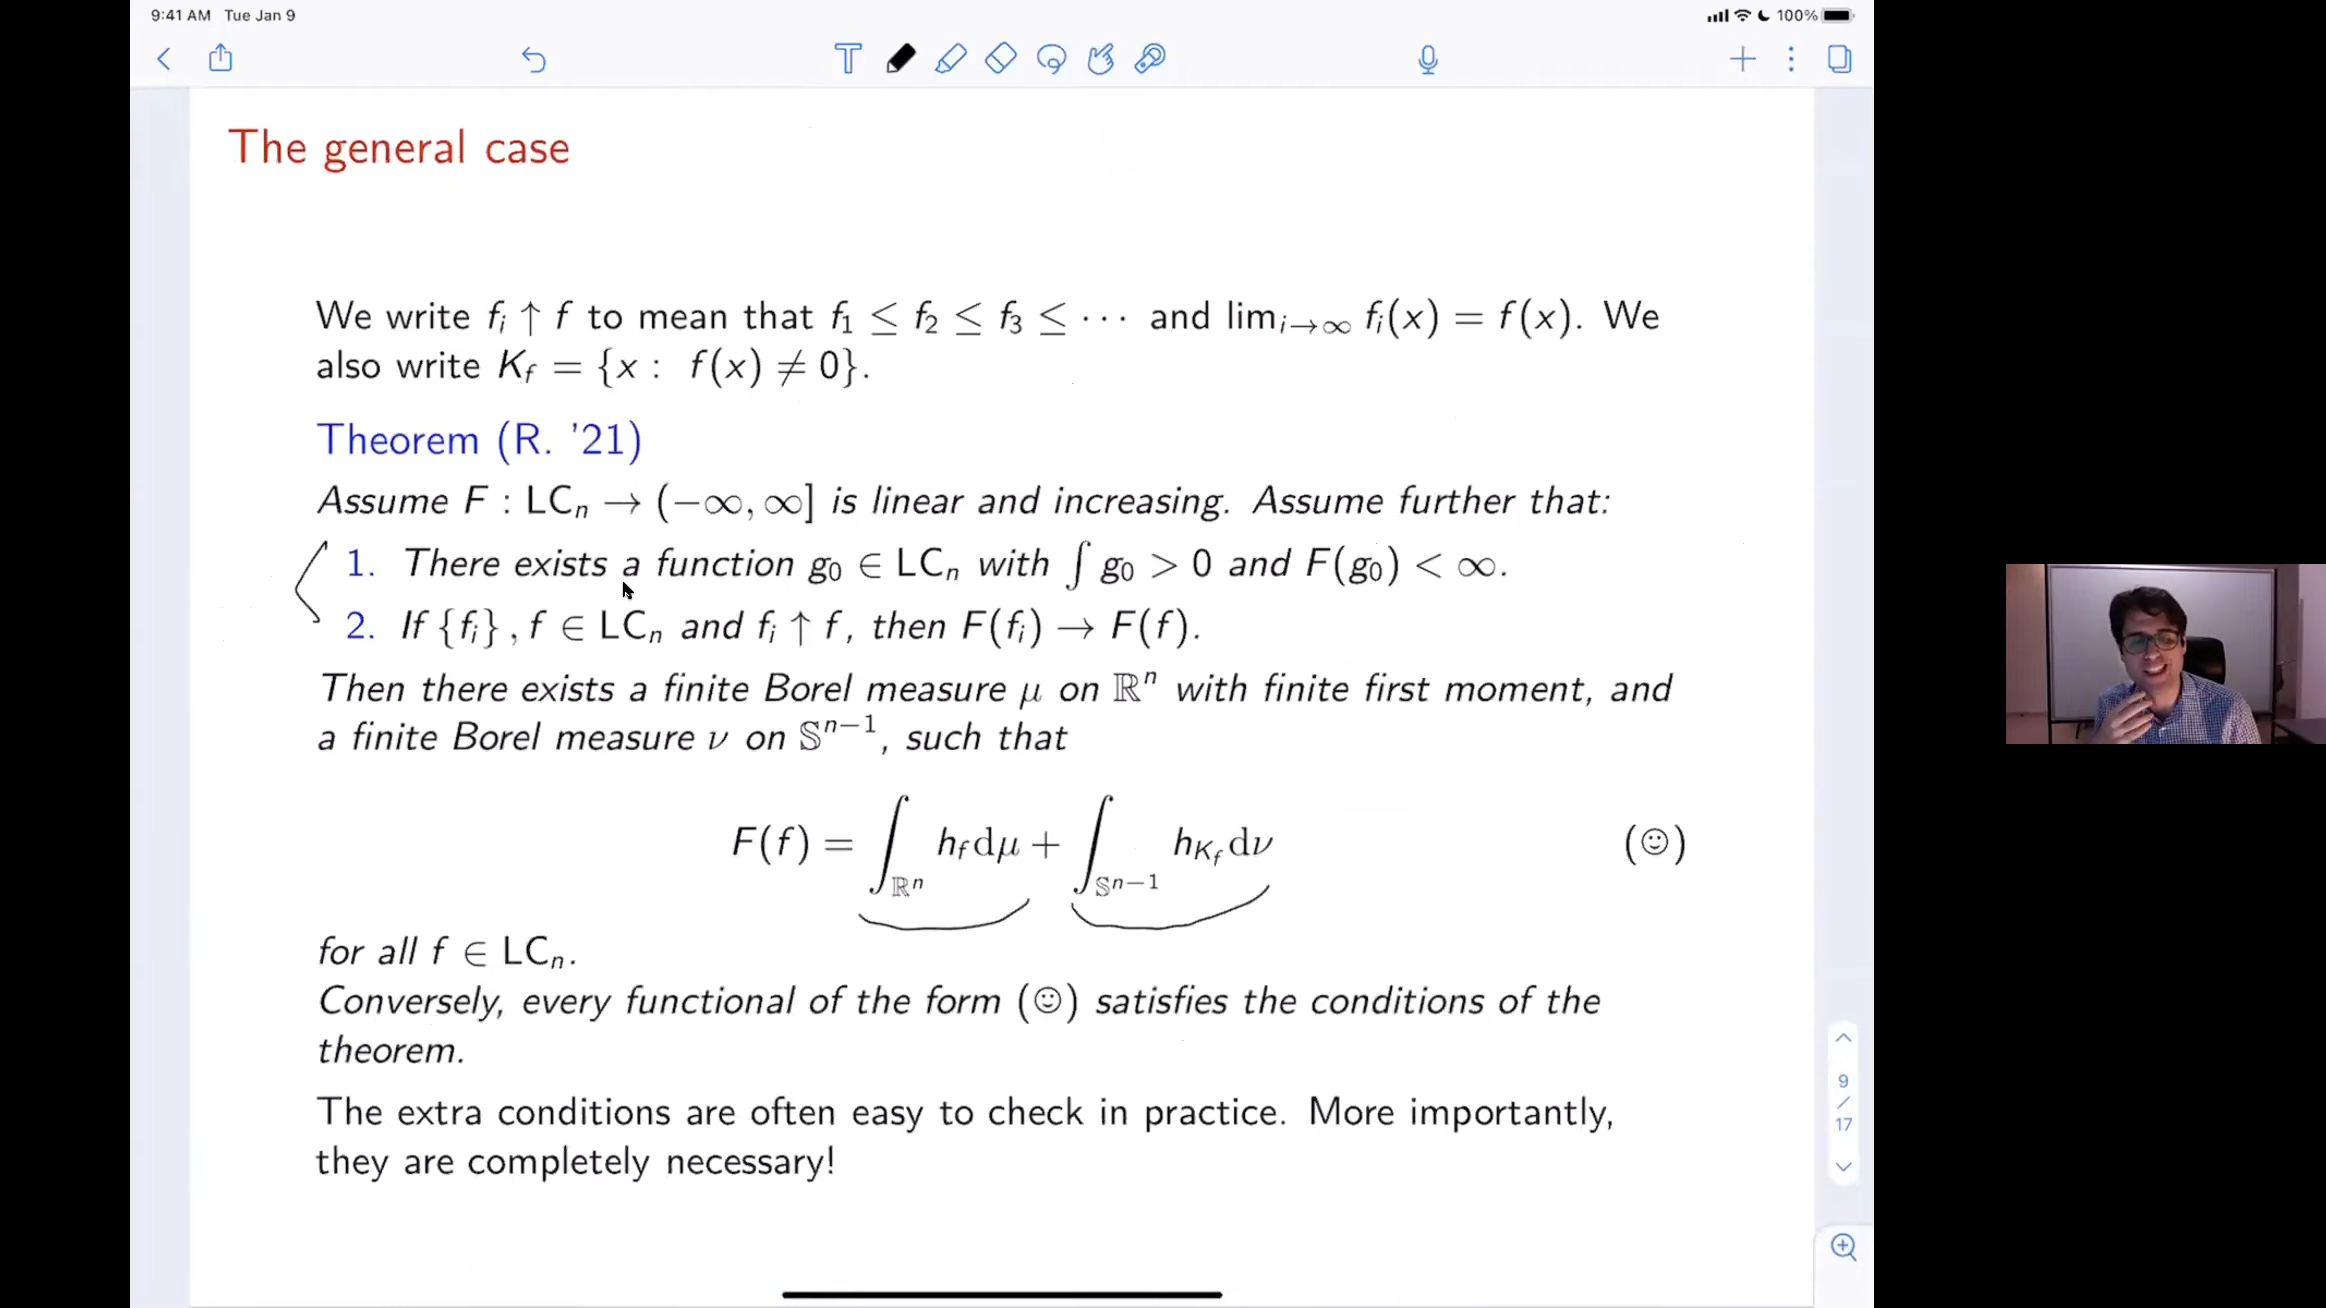 9:41 AM Tue Jan 9
100%
The general case
We write fᵢ ↑ f to mean that f₁ ≤ f₂ ≤ f₃ ≤ ··· and limᵢ→∞ fᵢ(x) = f(x). We
also write K_f = {x : f(x) ≠ 0}.
Theorem (R. '21)
Assume F : LCₙ → (−∞, ∞] is linear and increasing. Assume further that:
1. There exists a function g₀ ∈ LCₙ with ∫ g₀ > 0 and F(g₀) < ∞.
2. If {fᵢ} , f ∈ LCₙ and fᵢ ↑ f, then F(fᵢ) → F(f).
Then there exists a finite Borel measure μ on ℝⁿ with finite first moment, and
a finite Borel measure ν on 𝕊ⁿ⁻¹, such that
F(f) = ∫_ℝⁿ h_f dμ + ∫_𝕊ⁿ⁻¹ h_{K_f} dν (☺)
for all f ∈ LCₙ.
Conversely, every functional of the form (☺) satisfies the conditions of the
theorem.
The extra conditions are often easy to check in practice. More importantly,
they are completely necessary!
9
/
17